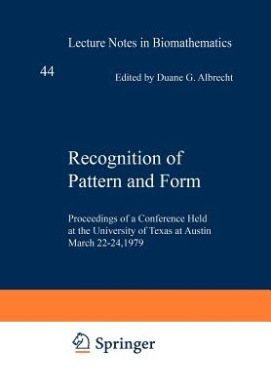 Lecture Notes in Biomathematics
44
Edited by Duane G. Albrecht
Recognition of
Pattern and Form
Proceedings of a Conference Held
at the University of Texas at Austin
March 22-24,1979
Springer